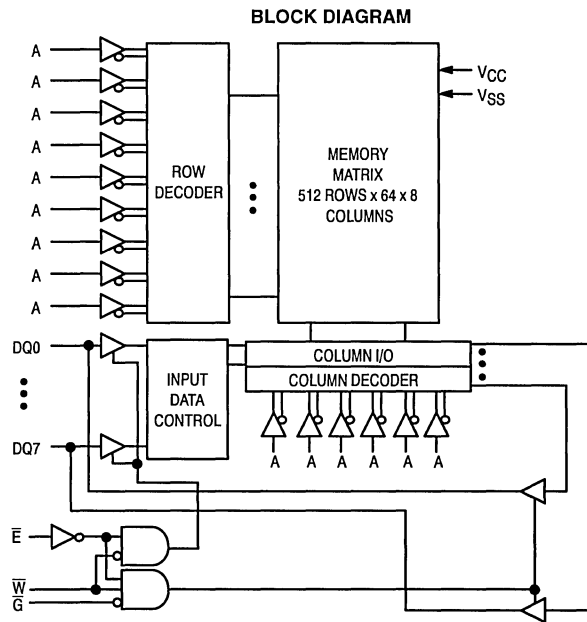 BLOCK DIAGRAM
A
A
A
A
A
A
A
A
A
ROW
DECODER
MEMORY
MATRIX
512 ROWS x 64 x 8
COLUMNS
VCC
VSS
DQ0
DQ7
INPUT
DATA
CONTROL
COLUMN I/O
COLUMN DECODER
A A A A A A
E̅
W̅
G̅